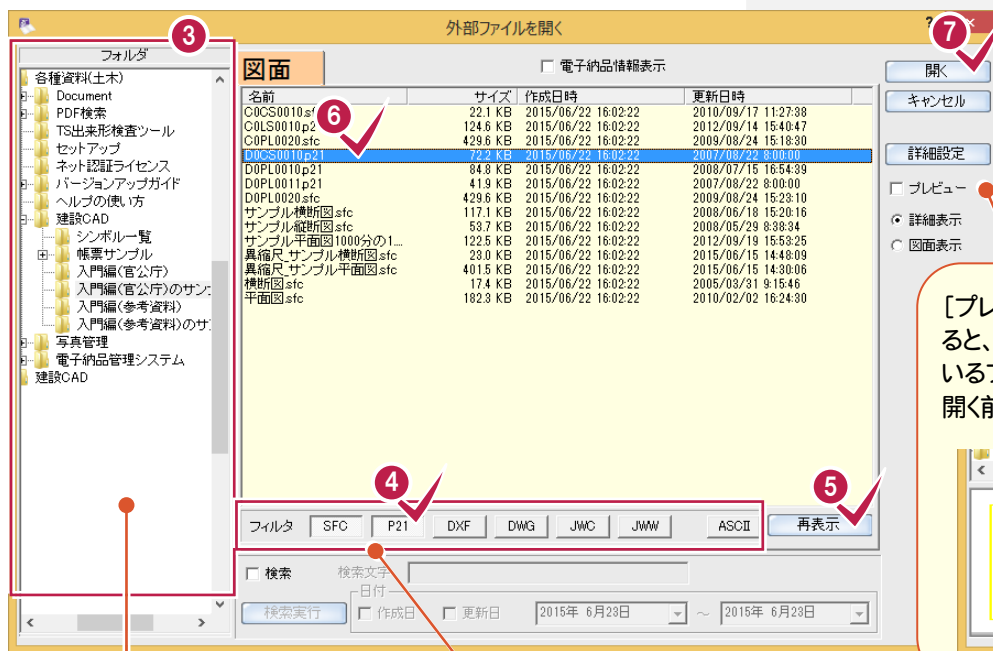 外部ファイルを開く
?
×
3
7
フォルダ
各種資料(土木)
Document
PDF検索
TS出来形検査ツール
セットアップ
ネット認証ライセンス
バージョンアップガイド
ヘルプの使い方
建設CAD
シンボル一覧
帳票サンプル
入門編(官公庁)
入門編(官公庁)のサン
入門編(参考資料)
入門編(参考資料)のサ
写真管理
電子納品管理システム
建設CAD
図面
電子納品情報表示
名前 サイズ 作成日時 更新日時
C0CS0010.sf 22.1 KB 2015/06/22 16:02:22 2010/09/17 11:27:38
C0LS0010.p2 124.6 KB 2015/06/22 16:02:22 2012/09/14 15:40:47
C0PL0020.sfc 429.6 KB 2015/06/22 16:02:22 2009/08/24 15:18:30
D0CS0010.p21 72.2 KB 2015/06/22 16:02:22 2007/08/22 8:00:00
D0PL0010.p21 84.8 KB 2015/06/22 16:02:22 2008/07/15 16:54:39
D0PL0011.p21 41.9 KB 2015/06/22 16:02:22 2007/08/22 8:00:00
D0PL0020.sfc 429.6 KB 2015/06/22 16:02:22 2009/08/24 15:23:10
サンプル横断図.sfc 117.1 KB 2015/06/22 16:02:22 2008/06/18 15:20:16
サンプル縦断図.sfc 53.7 KB 2015/06/22 16:02:22 2008/05/29 8:38:34
サンプル平面図1000分の1... 122.5 KB 2015/06/22 16:02:22 2012/09/19 15:53:25
異縮尺_サンプル横断図.sfc 23.0 KB 2015/06/22 16:02:22 2015/06/15 14:48:09
異縮尺_サンプル平面図.sfc 401.5 KB 2015/06/22 16:02:22 2015/06/15 14:30:06
横断図.sfc 17.4 KB 2015/06/22 16:02:22 2005/03/31 9:15:46
平面図.sfc 182.3 KB 2015/06/22 16:02:22 2010/02/02 16:24:30
6
4
5
フィルタ SFC P21 DXF DWG JWC JWW ASCII 再表示
検索 検索文字
日付
検索実行 作成日 更新日 2015年 6月23日 ～ 2015年 6月23日
開く
キャンセル
詳細設定
プレビュー
詳細表示
図面表示
[プレ
ると、
いるフ
開く前